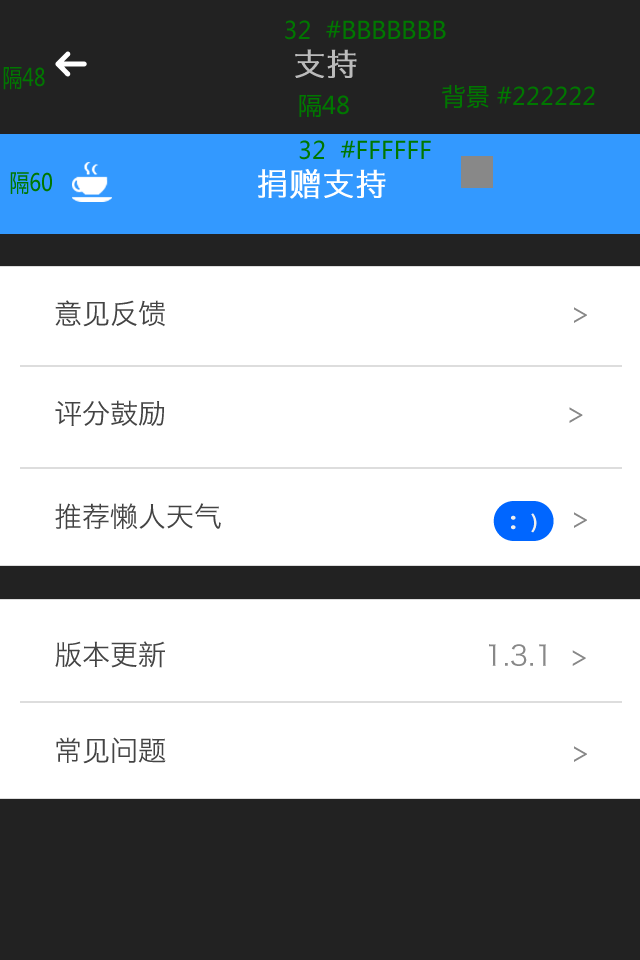 32 #BBBBBBB
支持
隔48
隔48
背景 #222222
32 #FFFFFF
隔60
捐赠支持
意见反馈 >
评分鼓励 >
推荐懒人天气 : ) >
版本更新 1.3.1 >
常见问题 >